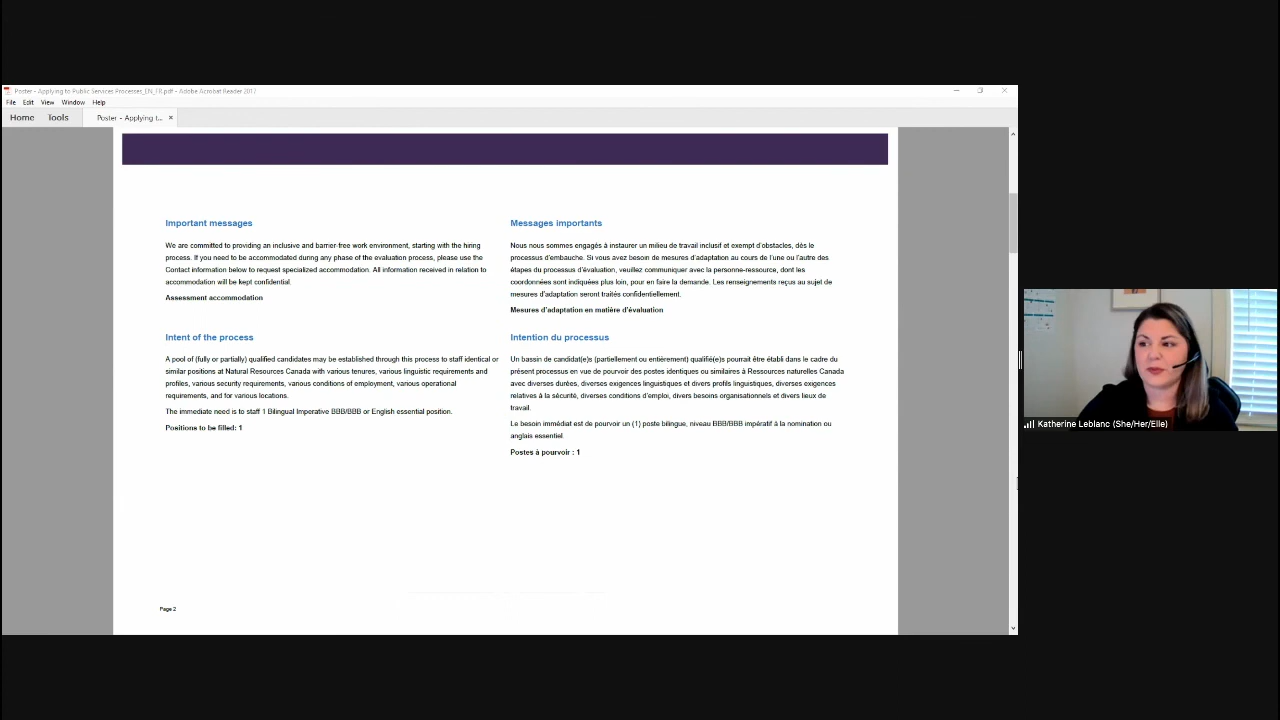 Poster - Applying to Public Services Processes_EN_FR.pdf - Adobe Acrobat Reader 2017
File Edit View Window Help
Home Tools Poster - Applying t... ×
Important messages
We are committed to providing an inclusive and barrier-free work environment, starting with the hiring
process. If you need to be accommodated during any phase of the evaluation process, please use the
Contact information below to request specialized accommodation. All information received in relation to
accommodation will be kept confidential.
Assessment accommodation
Intent of the process
A pool of (fully or partially) qualified candidates may be established through this process to staff identical or
similar positions at Natural Resources Canada with various tenures, various linguistic requirements and
profiles, various security requirements, various conditions of employment, various operational
requirements, and for various locations.
The immediate need is to staff 1 Bilingual Imperative BBB/BBB or English essential position.
Positions to be filled: 1
Messages importants
Nous nous sommes engagés à instaurer un milieu de travail inclusif et exempt d'obstacles, dès le
processus d'embauche. Si vous avez besoin de mesures d'adaptation au cours de l'une ou l'autre des
étapes du processus d'évaluation, veuillez communiquer avec la personne-ressource, dont les
coordonnées sont indiquées plus loin, pour en faire la demande. Les renseignements reçus au sujet de
mesures d'adaptation seront traités confidentiellement.
Mesures d'adaptation en matière d'évaluation
Intention du processus
Un bassin de candidat(e)s (partiellement ou entièrement) qualifié(e)s pourrait être établi dans le cadre du
présent processus en vue de pourvoir des postes identiques ou similaires à Ressources naturelles Canada
avec diverses durées, diverses exigences linguistiques et divers profils linguistiques, diverses exigences
relatives à la sécurité, diverses conditions d'emploi, divers besoins organisationnels et divers lieux de
travail.
Le besoin immédiat est de pourvoir un (1) poste bilingue, niveau BBB/BBB impératif à la nomination ou
anglais essentiel.
Postes à pourvoir : 1
Page 2
Katherine Leblanc (She/Her/Elle)